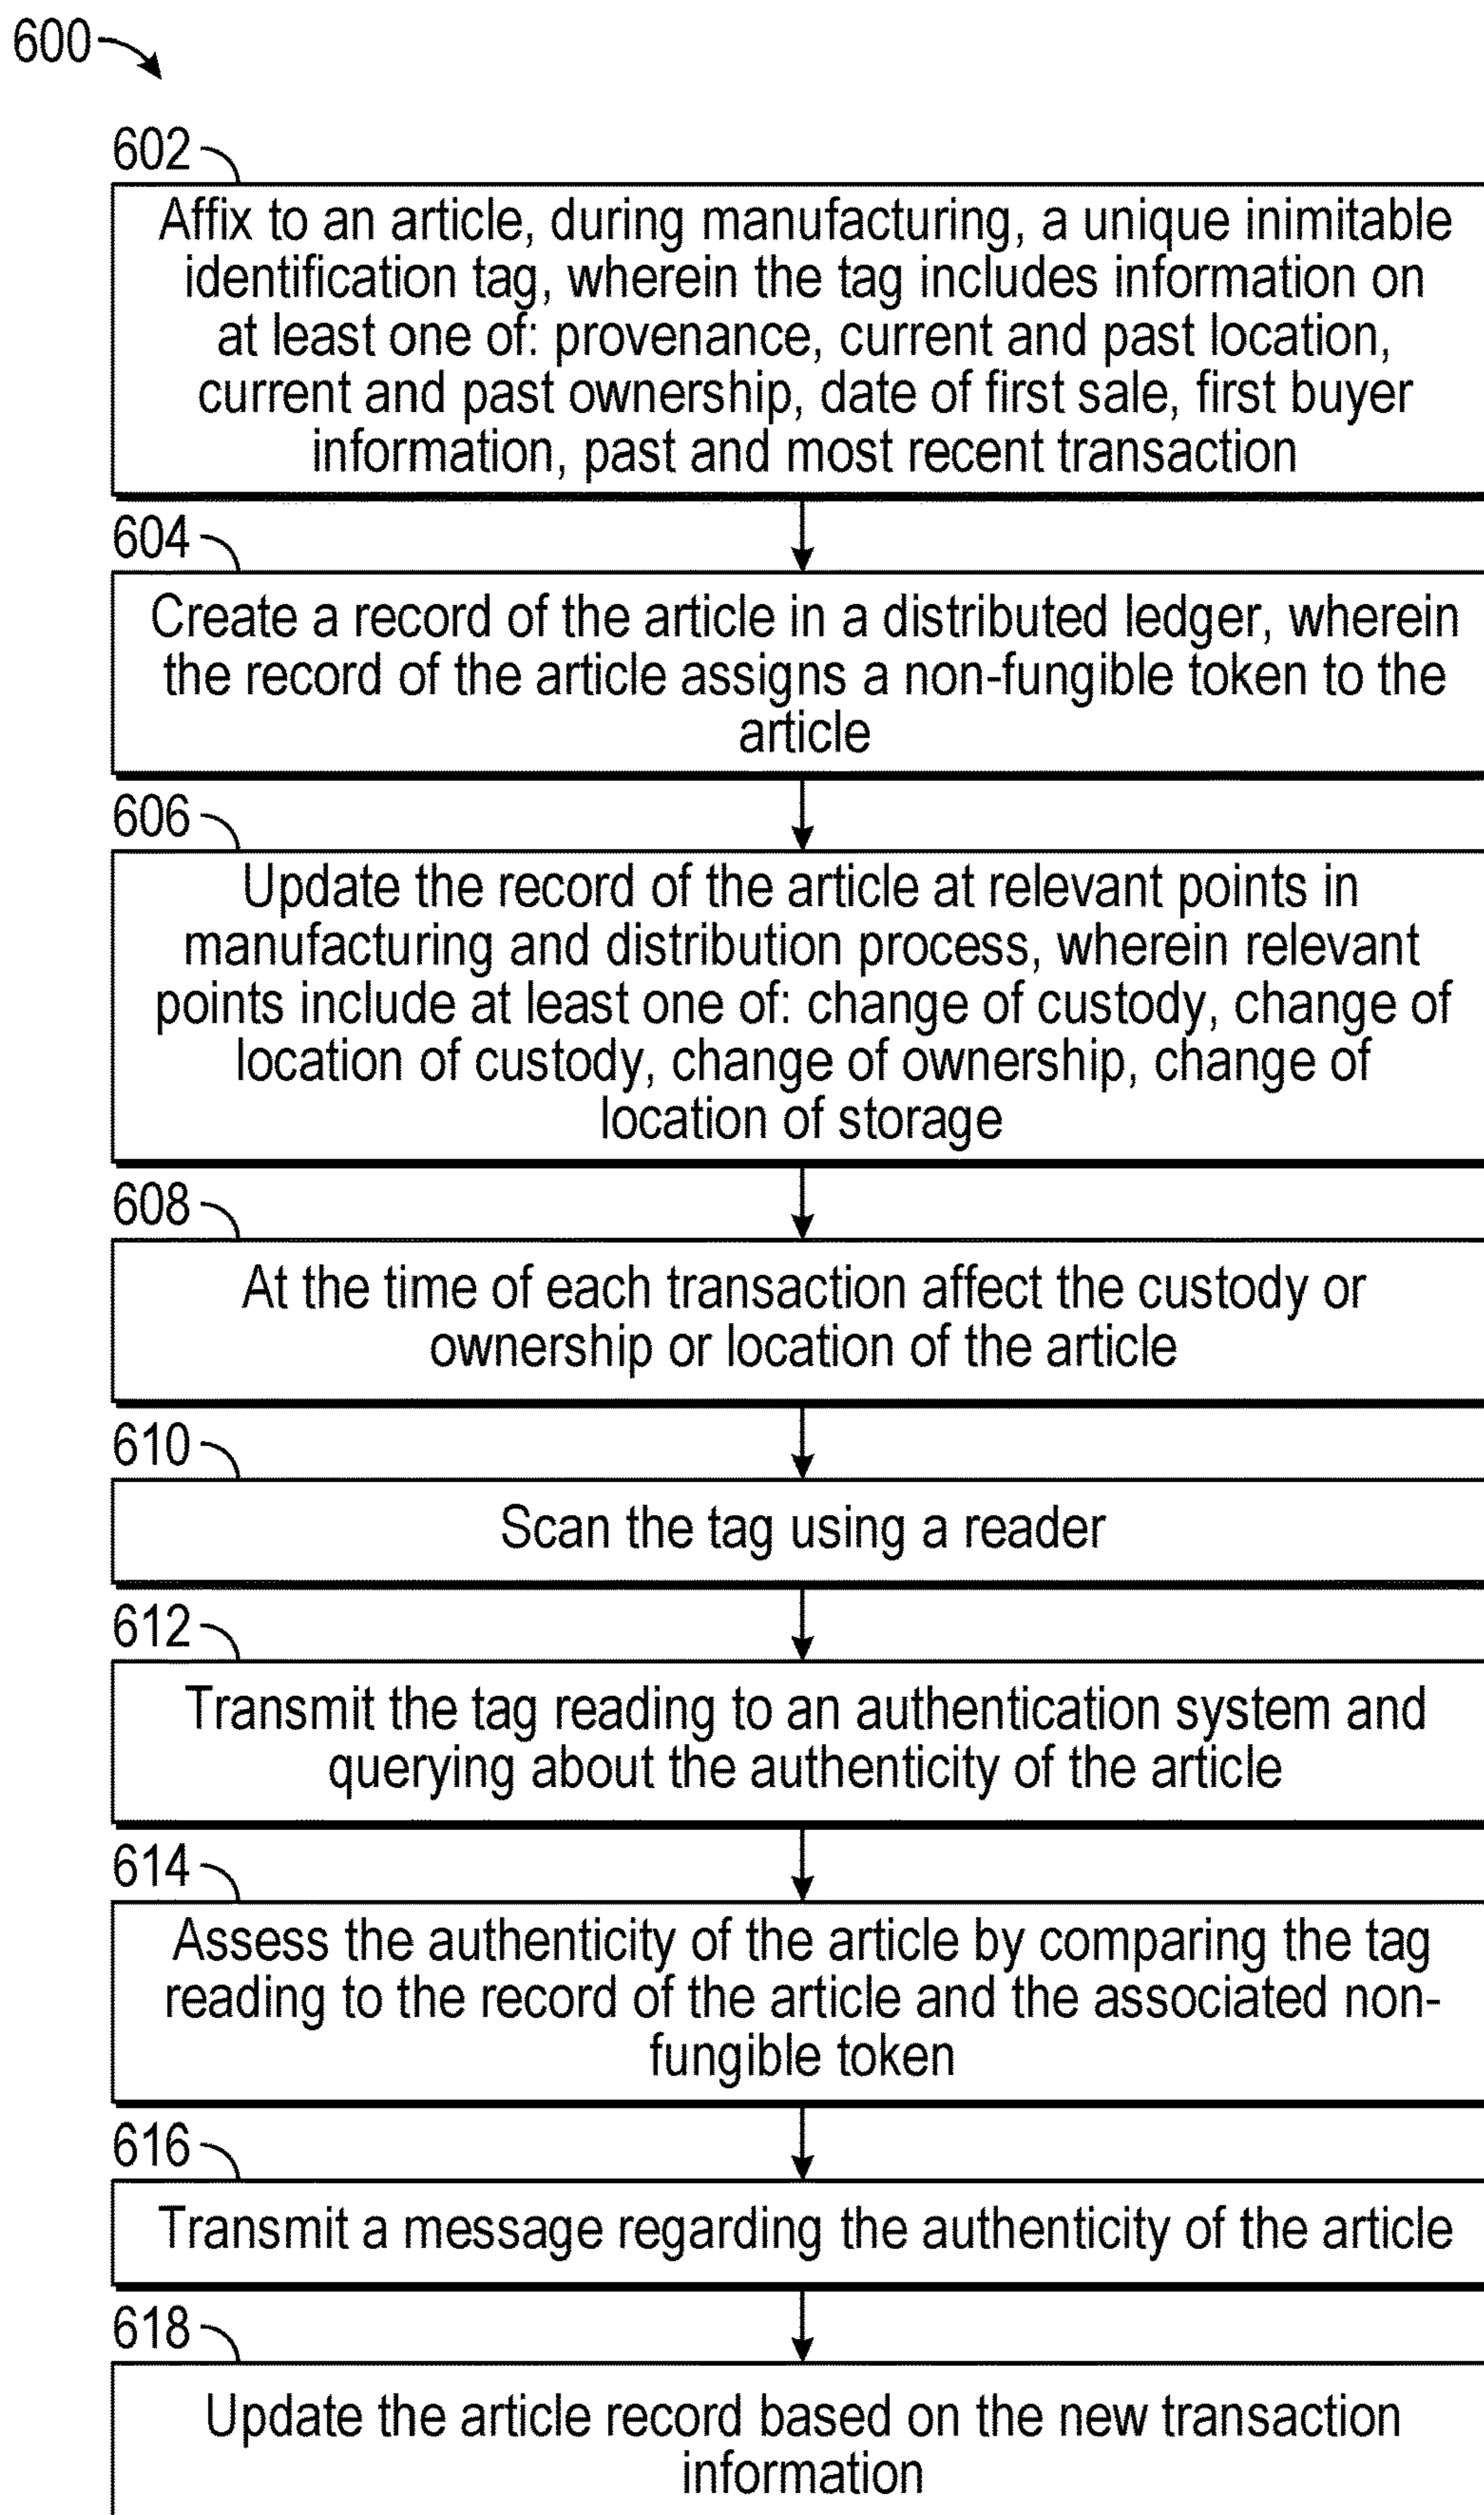 600
602
Affix to an article, during manufacturing, a unique inimitable
identification tag, wherein the tag includes information on
at least one of: provenance, current and past location,
current and past ownership, date of first sale, first buyer
information, past and most recent transaction
604
Create a record of the article in a distributed ledger, wherein
the record of the article assigns a non-fungible token to the
article
606
Update the record of the article at relevant points in
manufacturing and distribution process, wherein relevant
points include at least one of: change of custody, change of
location of custody, change of ownership, change of
location of storage
608
At the time of each transaction affect the custody or
ownership or location of the article
610
Scan the tag using a reader
612
Transmit the tag reading to an authentication system and
querying about the authenticity of the article
614
Assess the authenticity of the article by comparing the tag
reading to the record of the article and the associated non-
fungible token
616
Transmit a message regarding the authenticity of the article
618
Update the article record based on the new transaction
information